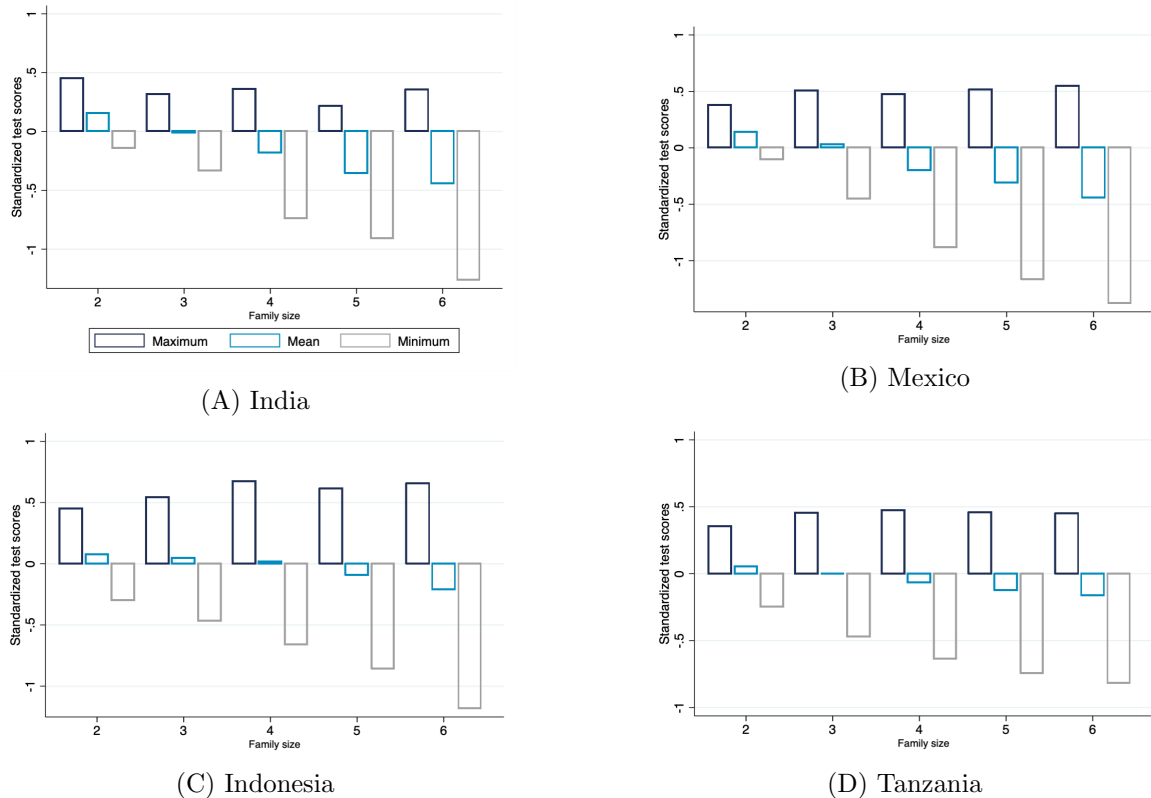 1
.5
0
-.5
-1
Standardized test scores
2 3 4 5 6
Family size
Maximum Mean Minimum
(A) India
1
.5
0
-.5
-1
Standardized test scores
2 3 4 5 6
Family size
(B) Mexico
1
.5
0
-.5
-1
Standardized test scores
2 3 4 5 6
Family size
(C) Indonesia
1
.5
0
-.5
-1
Standardized test scores
2 3 4 5 6
Family size
(D) Tanzania